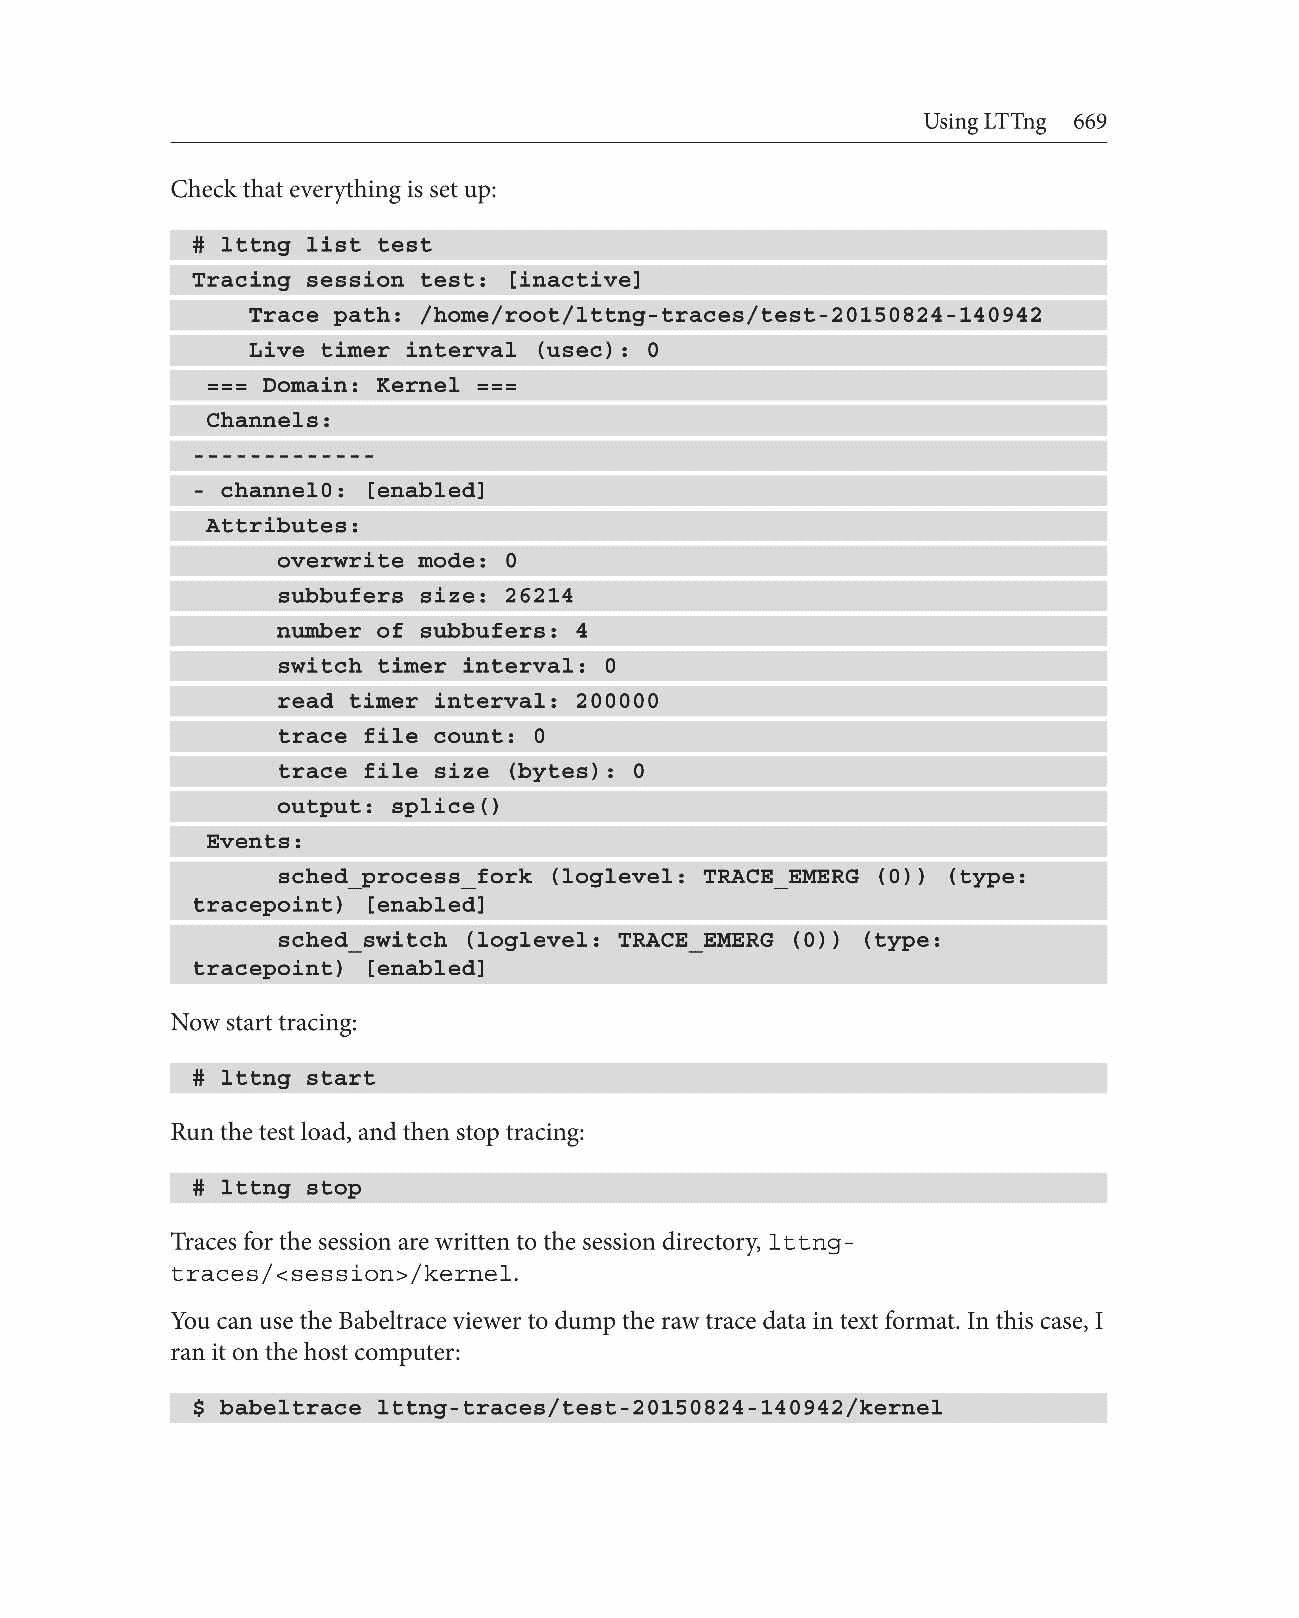 Using LTTng 669
Check that everything is set up:
# lttng list test
Tracing session test: [inactive]
Trace path: /home/root/lttng-traces/test-20150824-140942
Live timer interval (usec): 0
=== Domain: Kernel ===
Channels:
-------------
- channel0: [enabled]
Attributes:
overwrite mode: 0
subbufers size: 26214
number of subbufers: 4
switch timer interval: 0
read timer interval: 200000
trace file count: 0
trace file size (bytes): 0
output: splice()
Events:
sched_process_fork (loglevel: TRACE_EMERG (0)) (type:
tracepoint) [enabled]
sched_switch (loglevel: TRACE_EMERG (0)) (type:
tracepoint) [enabled]
Now start tracing:
# lttng start
Run the test load, and then stop tracing:
# lttng stop
Traces for the session are written to the session directory, lttng-
traces/<session>/kernel.
You can use the Babeltrace viewer to dump the raw trace data in text format. In this case, I
ran it on the host computer:
$ babeltrace lttng-traces/test-20150824-140942/kernel